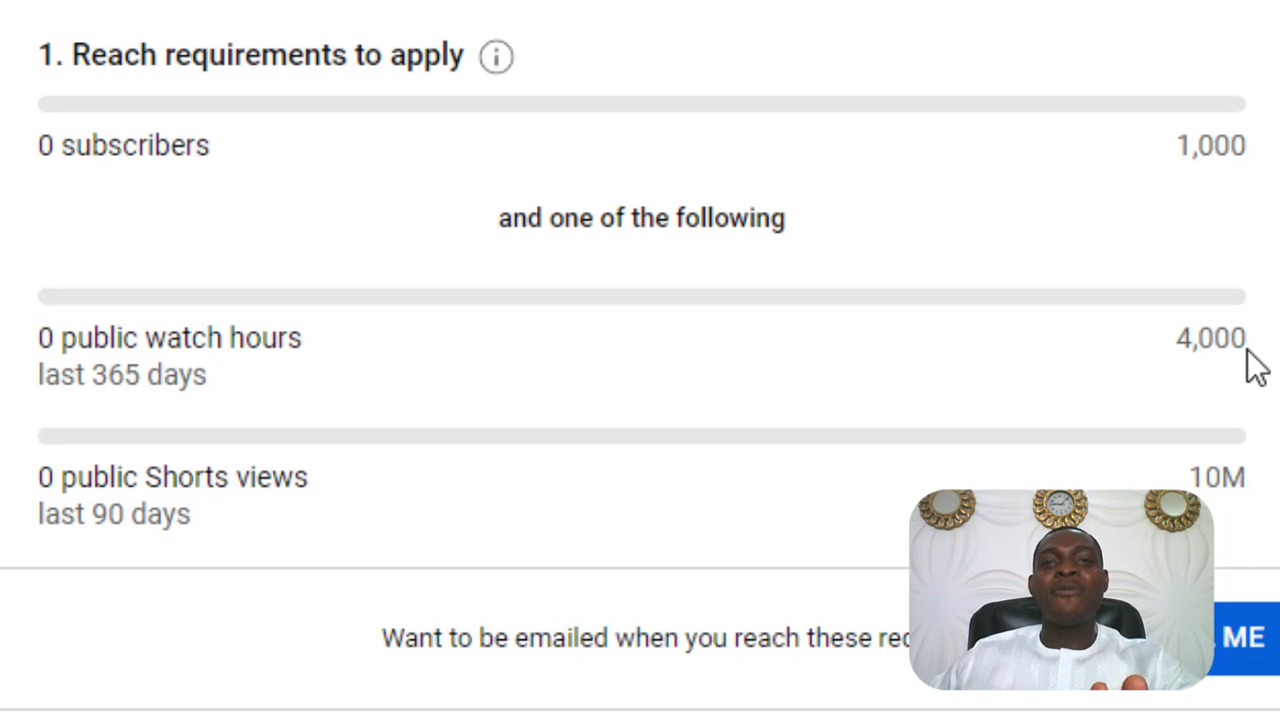 1. Reach requirements to apply
0 subscribers 1,000
and one of the following
0 public watch hours 4,000
last 365 days
0 public Shorts views 10M
last 90 days
Want to be emailed when you reach these ME